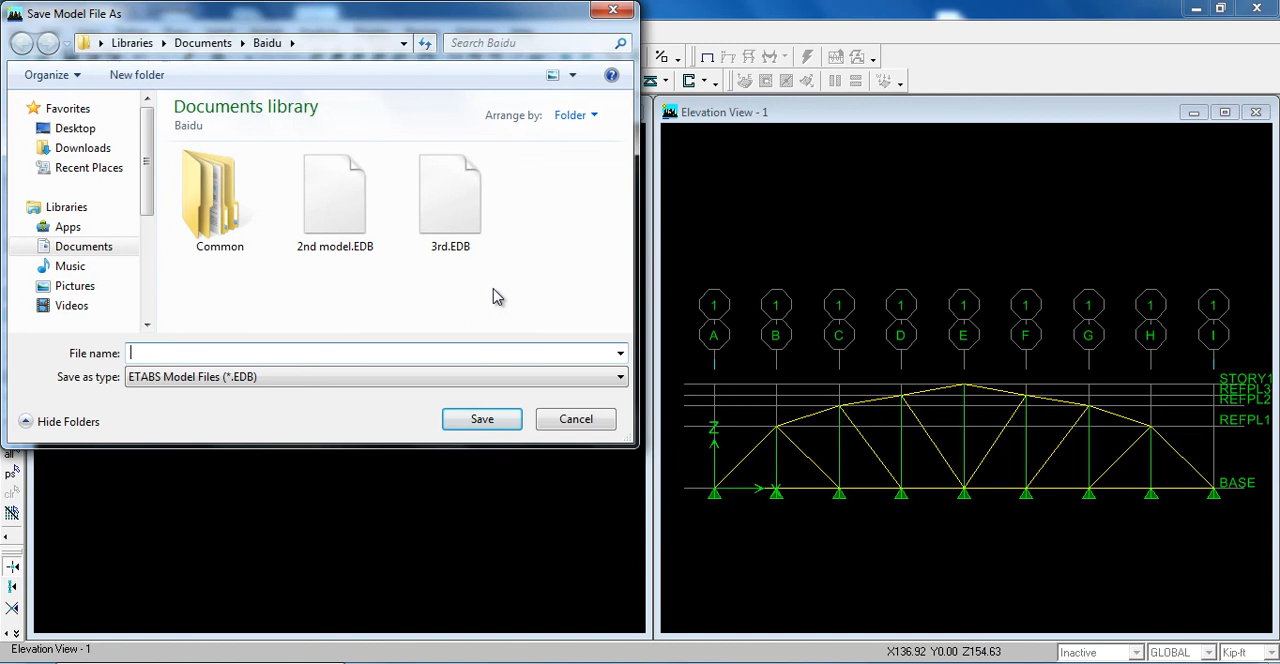 Save Model File As
Libraries Documents Baidu
Search Baidu
Organize New folder
Favorites
Desktop
Downloads
Recent Places
Libraries
Apps
Documents
Music
Pictures
Videos
Documents library
Baidu
Arrange by: Folder
Common 2nd model.EDB 3rd.EDB
File name:
Save as type: ETABS Model Files (*.EDB)
Hide Folders
Save Cancel
all
ps
clr
Elevation View - 1
1 1 1 1 1 1 1 1 1
A B C D E F G H I
STORY1
REFPL3
REFPL2
REFPL1
BASE
Z
X
Elevation View - 1
X136.92 Y0.00 Z154.63
Inactive
GLOBAL
Kip-ft